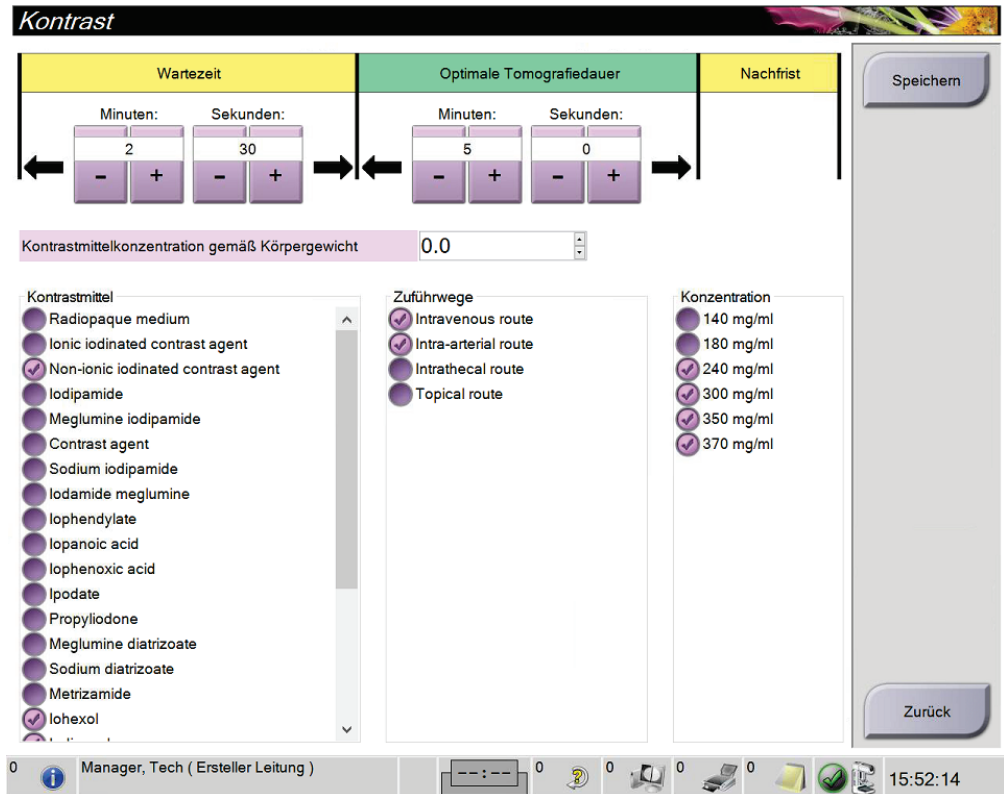 Kontrast
Wartezeit
Optimale Tomografiedauer
Nachfrist
Speichern
Minuten: Sekunden:
2 30
- + - +
Minuten: Sekunden:
5 0
- + - +
Kontrastmittelkonzentration gemäß Körpergewicht 0.0
Kontrastmittel
Radiopaque medium
Ionic iodinated contrast agent
Non-ionic iodinated contrast agent
Iodipamide
Meglumine iodipamide
Contrast agent
Sodium iodipamide
Iodamide meglumine
Iophendylate
Iopanoic acid
Iophenoxic acid
Ipodate
Propyliodone
Meglumine diatrizoate
Sodium diatrizoate
Metrizamide
Iohexol
Zuführwege
Intravenous route
Intra-arterial route
Intrathecal route
Topical route
Konzentration
140 mg/ml
180 mg/ml
240 mg/ml
300 mg/ml
350 mg/ml
370 mg/ml
Zurück
0 Manager, Tech ( Ersteller Leitung ) --:-- 0 0 0 0 15:52:14